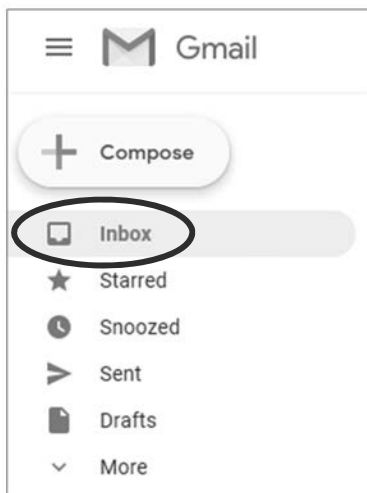 Gmail
Compose
Inbox
Starred
Snoozed
Sent
Drafts
More